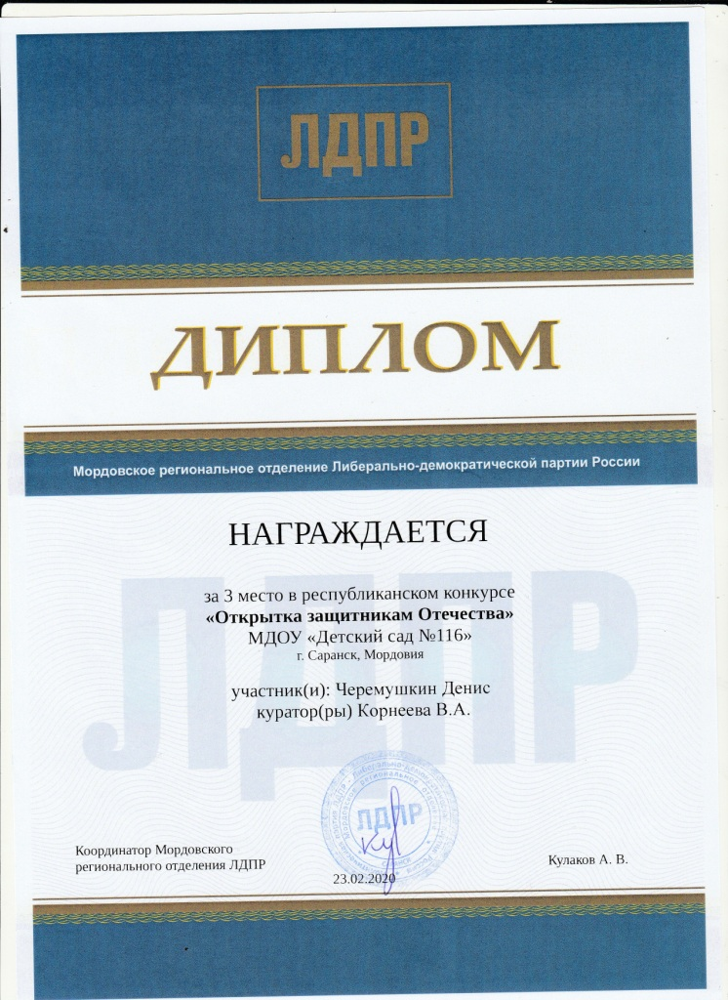 ЛДПР
ДИПЛОМ
Мордовское региональное отделение Либерально-демократической партии России
НАГРАЖДАЕТСЯ
за 3 место в республиканском конкурсе
«Открытка защитникам Отечества»
МДОУ «Детский сад №116»
г. Саранск, Мордовия
участник(и): Черемушкин Денис
куратор(ры) Корнеева В.А.
ЛДПР
ЛДПР
Координатор Мордовского
регионального отделения ЛДПР
Кулаков А. В.
23.02.2020